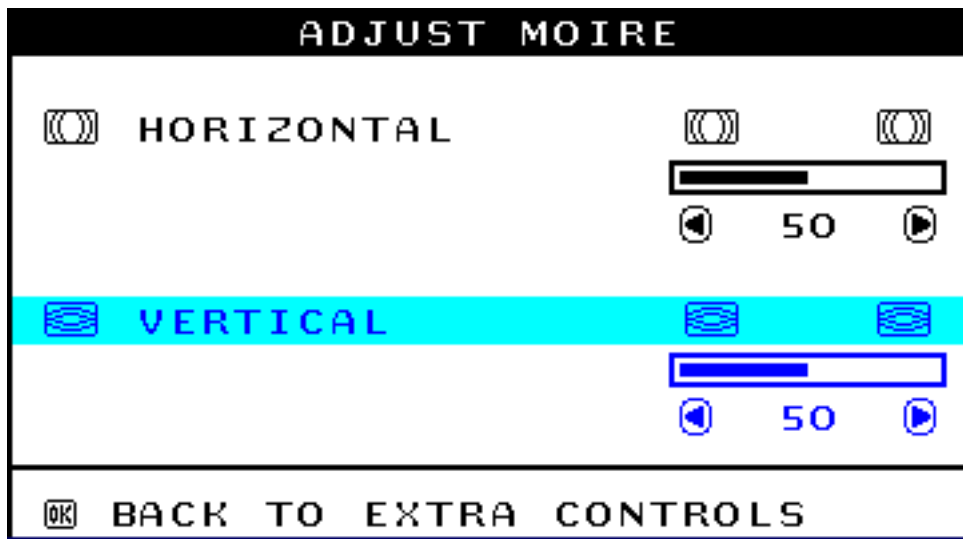 ADJUST MOIRE
HORIZONTAL
50
VERTICAL
50
OK BACK TO EXTRA CONTROLS